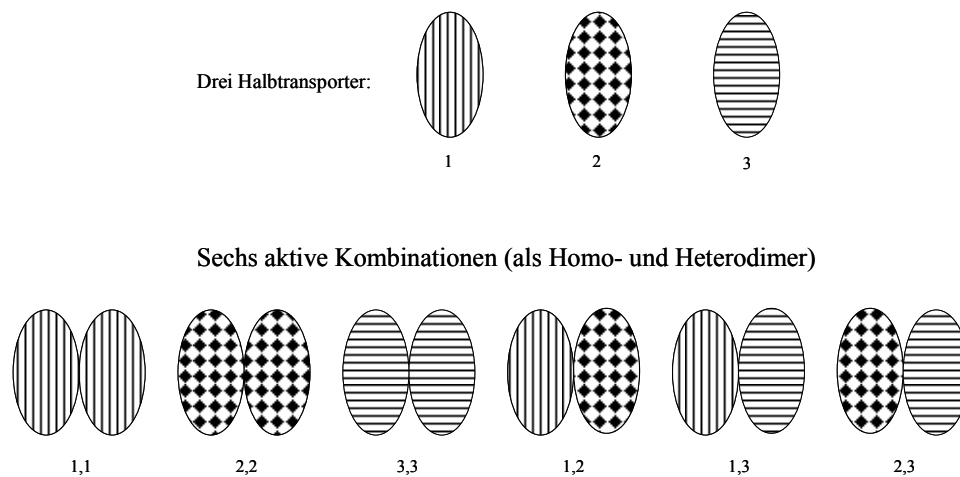 Drei Halbtransporter:
1 2 3
Sechs aktive Kombinationen (als Homo- und Heterodimer)
1,1 2,2 3,3 1,2 1,3 2,3